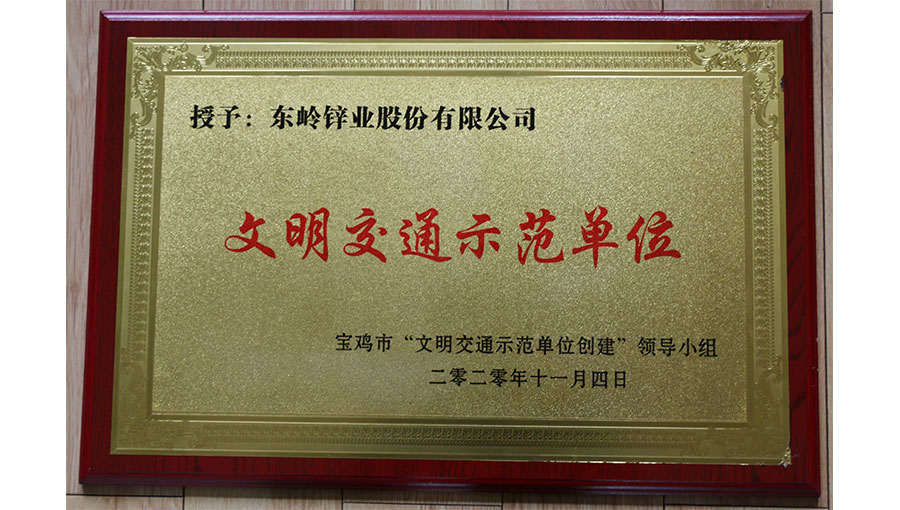 授予：东岭锌业股份有限公司
文明交通示范单位
宝鸡市“文明交通示范单位创建”领导小组
二零二零年十一月四日